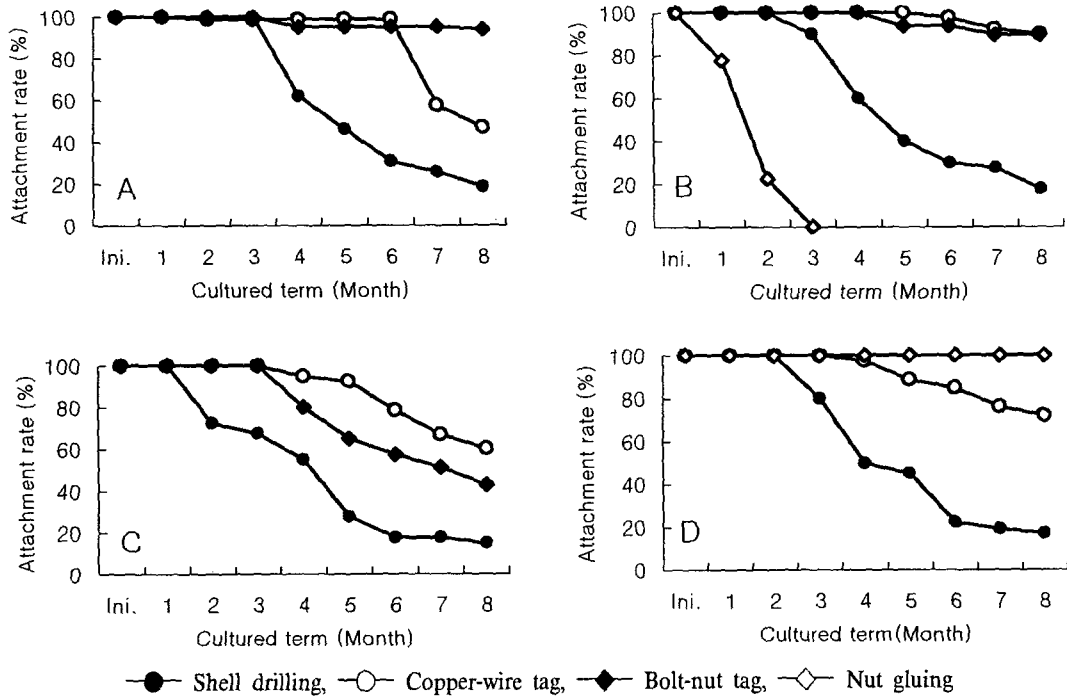 Attachment rate (%)
100
80
60
40
20
0
A
Ini. 1 2 3 4 5 6 7 8
Cultured term (Month)
Attachment rate (%)
100
80
60
40
20
0
B
Ini. 1 2 3 4 5 6 7 8
Cultured term (Month)
Attachment rate (%)
100
80
60
40
20
0
C
Ini. 1 2 3 4 5 6 7 8
Cultured term (Month)
Attachment rate (%)
100
80
60
40
20
0
D
Ini. 1 2 3 4 5 6 7 8
Cultured term(Month)
Shell drilling, Copper-wire tag, Bolt-nut tag, Nut gluing